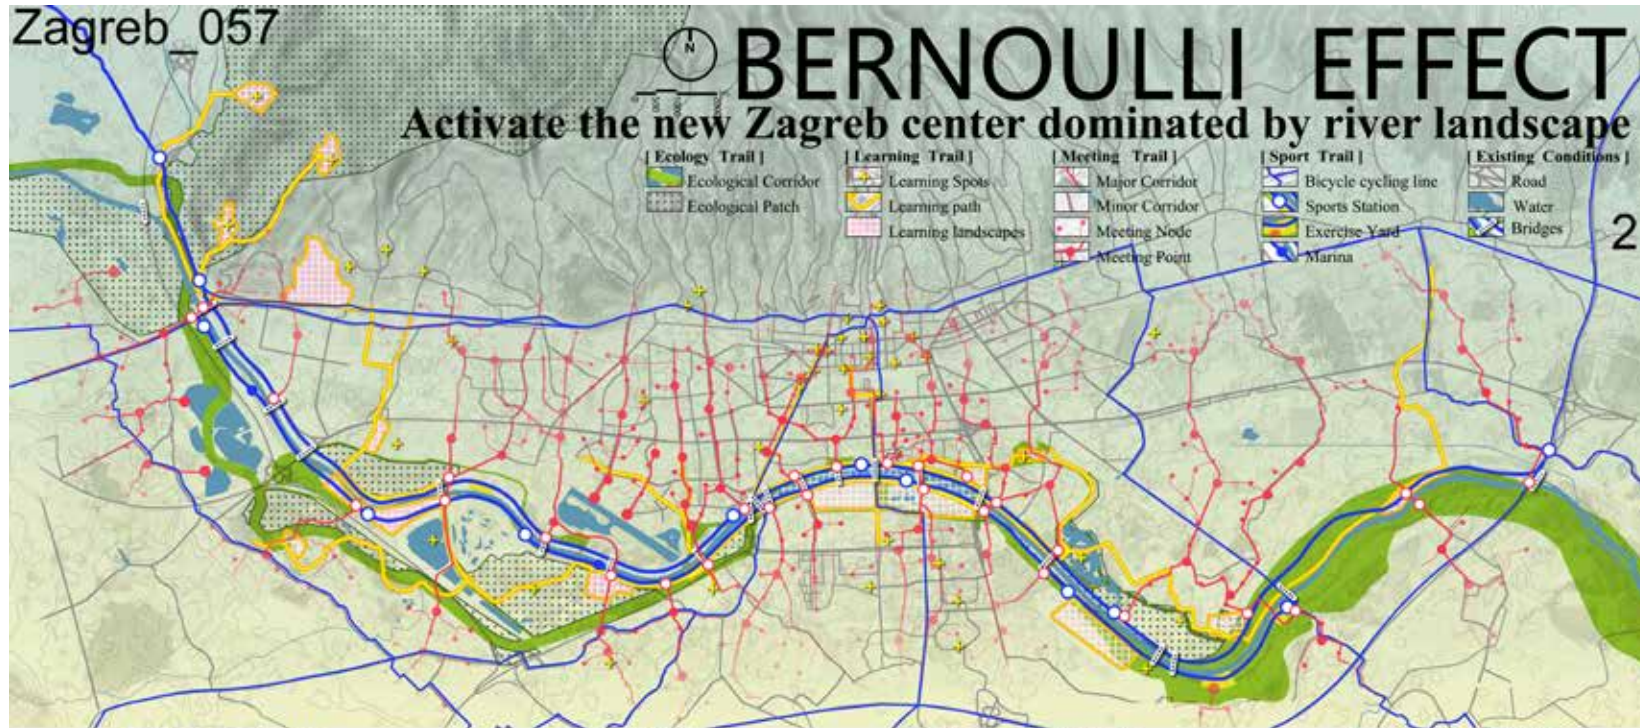 Zagreb_057
N
BERNOULLI EFFECT
Activate the new Zagreb center dominated by river landscape
[ Ecology Trail ]
Ecological Corridor
Ecological Patch
[ Learning Trail ]
Learning Spots
Learning path
Learning landscapes
[ Meeting Trail ]
Major Corridor
Minor Corridor
Meeting Node
Meeting Point
[ Sport Trail ]
Bicycle cycling line
Sports Station
Exercise Yard
Marina
[ Existing Conditions ]
Road
Water
Bridges
2